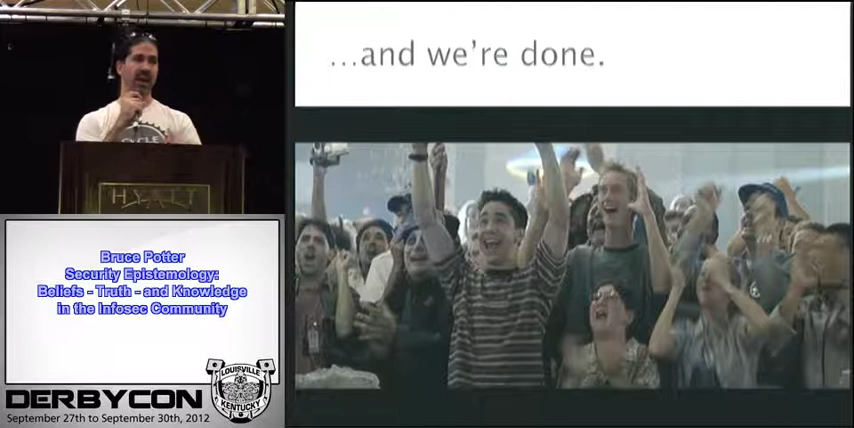 ...and we're done.
HYATT
Bruce Potter
Security Epistemology:
Beliefs - Truth - and Knowledge
in the Infosec Community
LOUISVILLE
KENTUCKY
DERBYCON
September 27th to September 30th, 2012